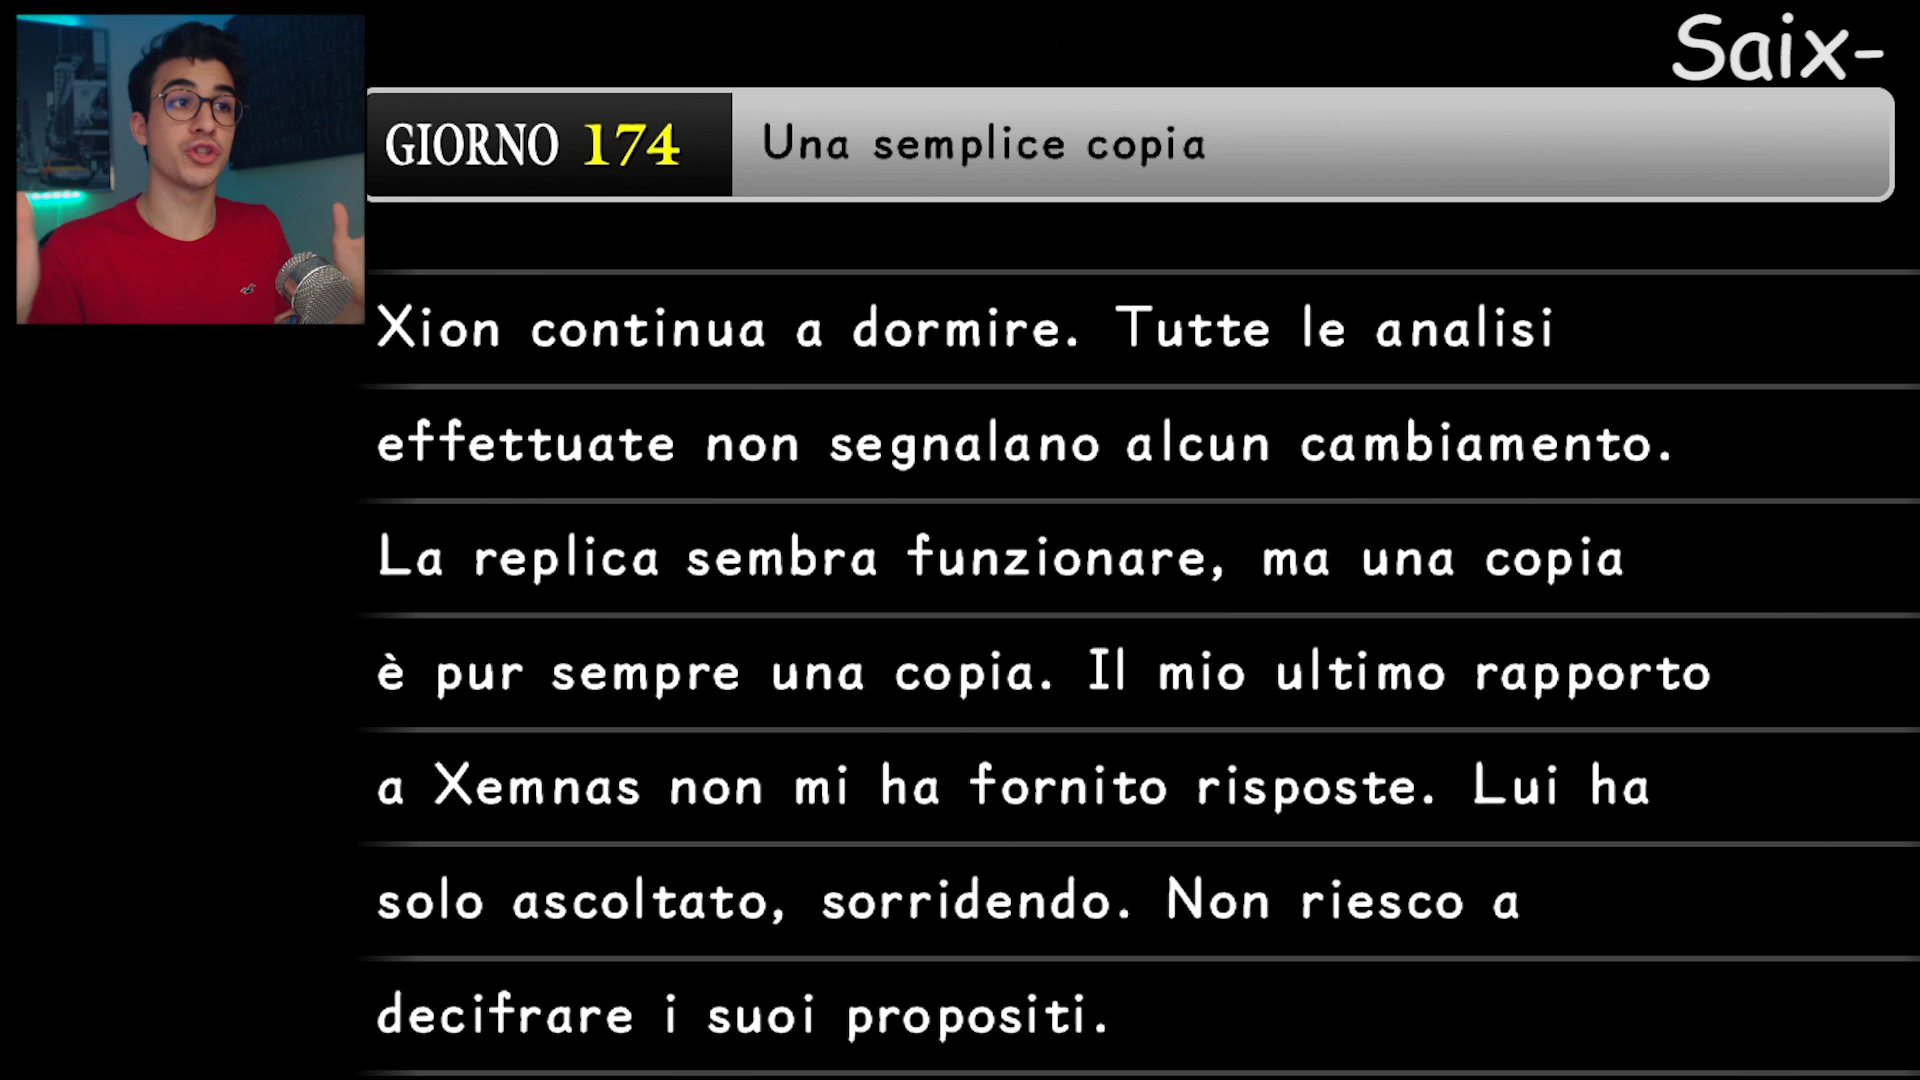 Saix-
GIORNO 174
Una semplice copia
Xion continua a dormire. Tutte le analisi
effettuate non segnalano alcun cambiamento.
La replica sembra funzionare, ma una copia
è pur sempre una copia. Il mio ultimo rapporto
a Xemnas non mi ha fornito risposte. Lui ha
solo ascoltato, sorridendo. Non riesco a
decifrare i suoi propositi.